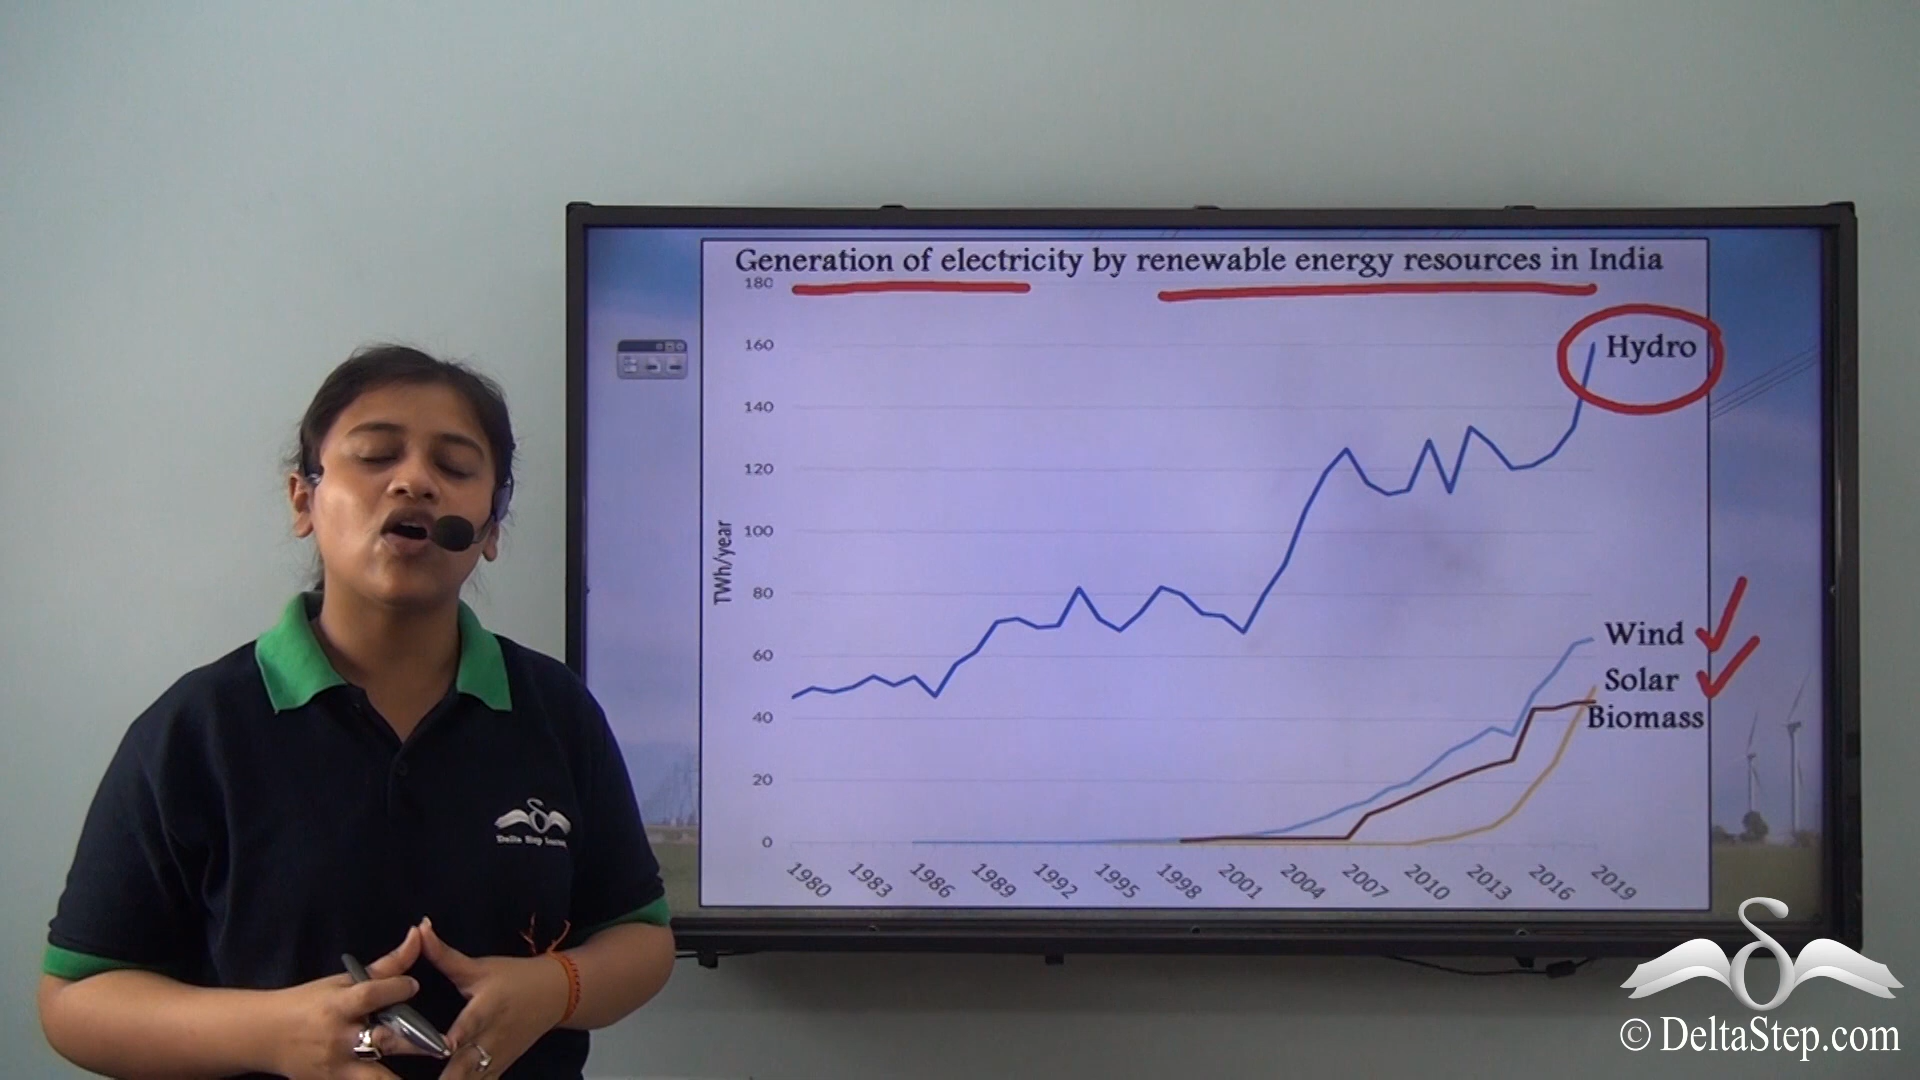 Generation of electricity by renewable energy resources in India
180
160
140
120
100
80
60
40
20
0
TWh/year
Hydro
Wind
Solar
Biomass
1980 1983 1986 1989 1992 1995 1998 2001 2004 2007 2010 2013 2016 2019
Delta Step
© DeltaStep.com